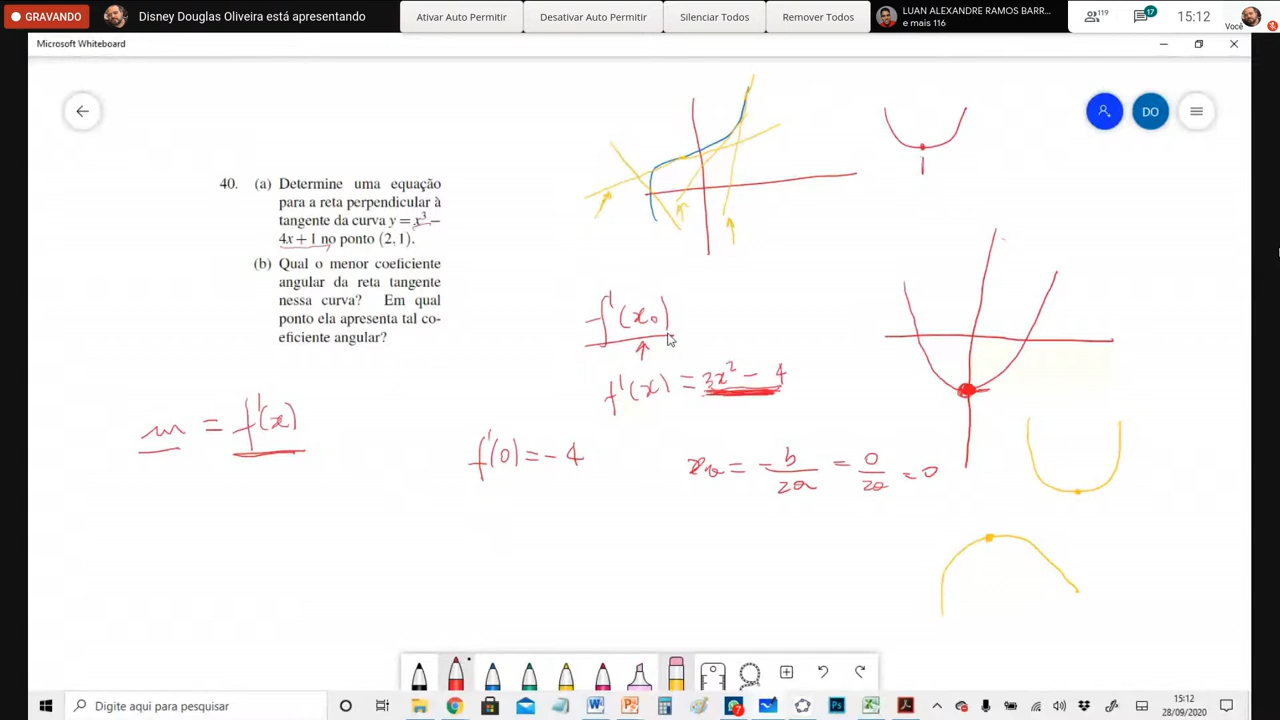 GRAVANDO
Disney Douglas Oliveira está apresentando
Ativar Auto Permitir
Desativar Auto Permitir
Silenciar Todos
Remover Todos
LUAN ALEXANDRE RAMOS BARR...
e mais 116
119
17
15:12
Você
Microsoft Whiteboard
DO
40. (a) Determine uma equação
para a reta perpendicular à
tangente da curva y = x³ −
4x + 1 no ponto (2, 1).
(b) Qual o menor coeficiente
angular da reta tangente
nessa curva? Em qual
ponto ela apresenta tal co-
eficiente angular?
f'(x₀)
f'(x) = 3x² − 4
m = f'(x)
f'(0) = −4
xᵥ = −b/2a = 0/2a = 0
Digite aqui para pesquisar
15:12
28/09/2020